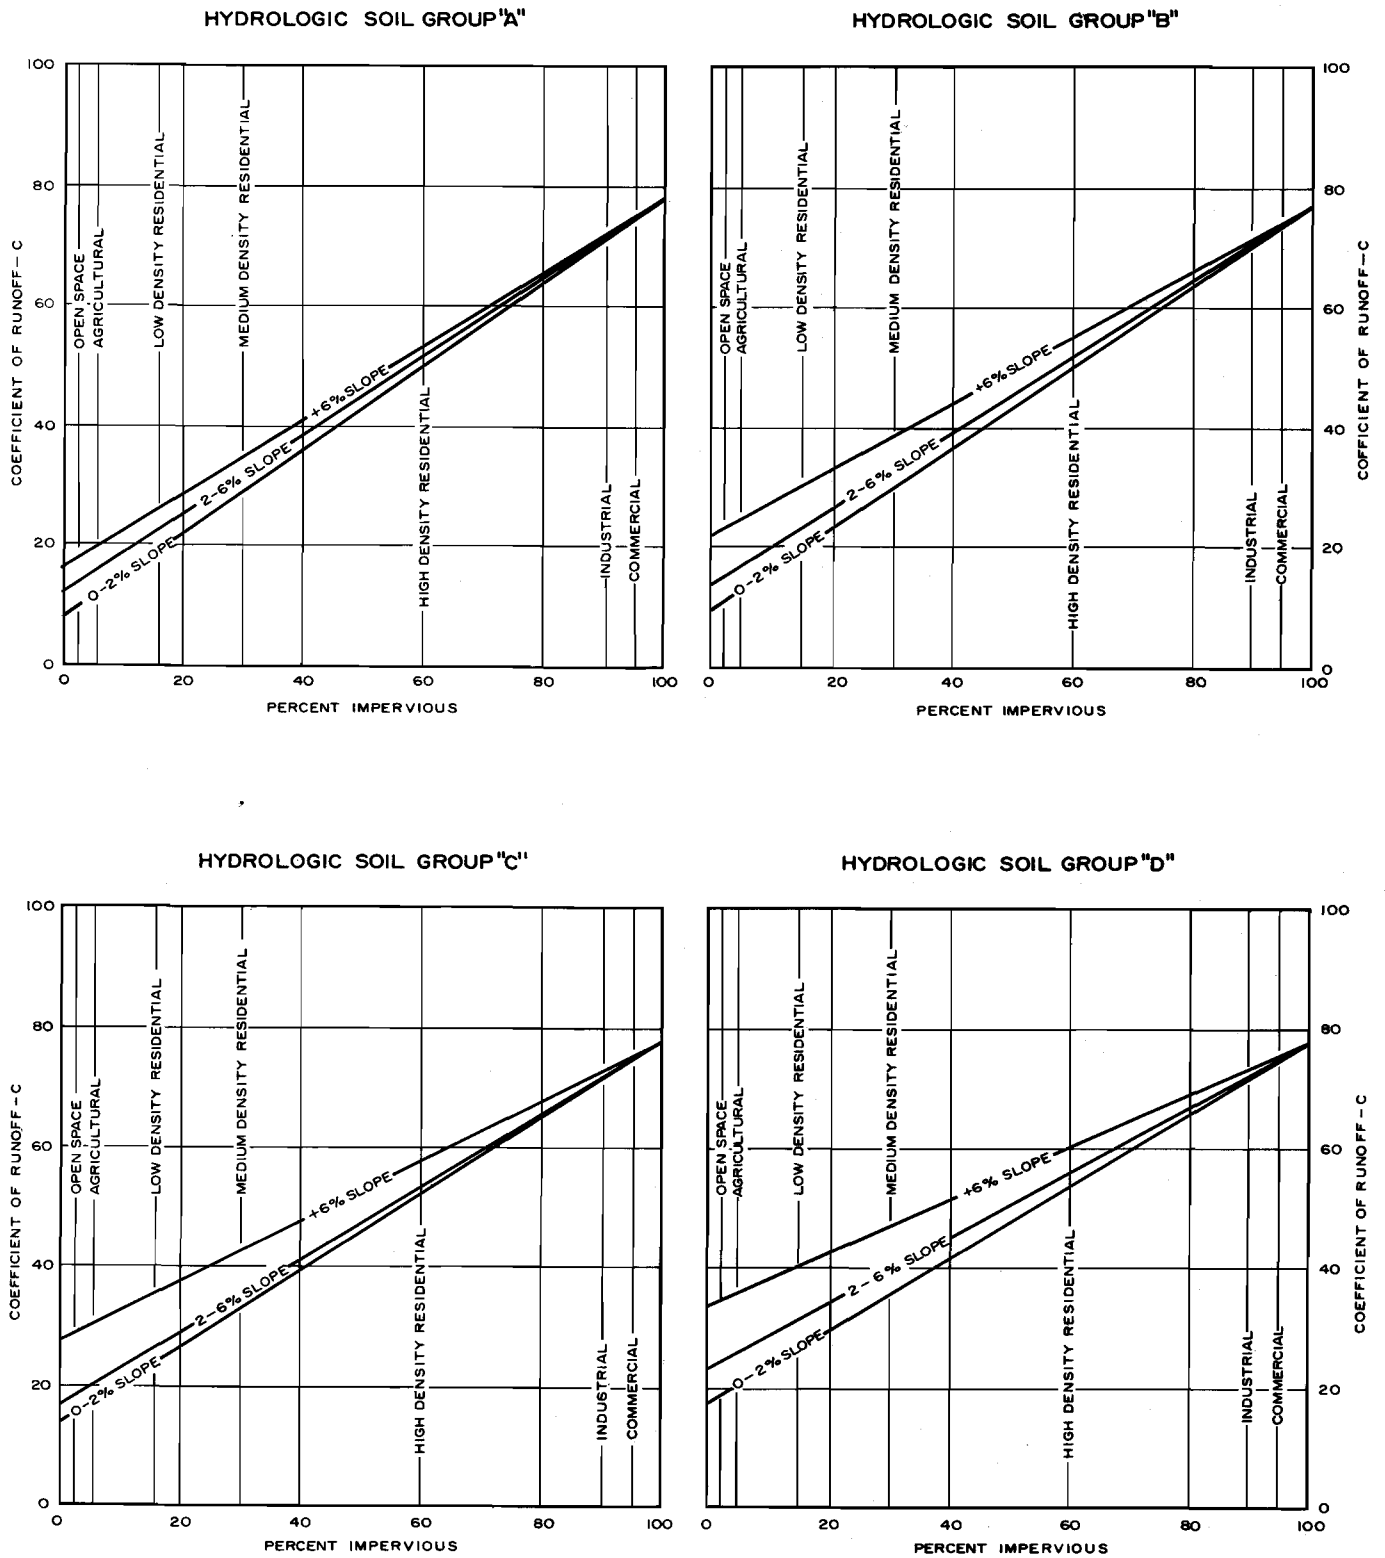 HYDROLOGIC SOIL GROUP "A"
100
80
60
40
20
0
COEFFICIENT OF RUNOFF-C
OPEN SPACE
AGRICULTURAL
LOW DENSITY RESIDENTIAL
MEDIUM DENSITY RESIDENTIAL
HIGH DENSITY RESIDENTIAL
INDUSTRIAL
COMMERCIAL
+6% SLOPE
2-6% SLOPE
0-2% SLOPE
0 20 40 60 80 100
PERCENT IMPERVIOUS
HYDROLOGIC SOIL GROUP "B"
100
80
60
40
20
0
COFFICIENT OF RUNOFF-C
OPEN SPACE
AGRICULTURAL
LOW DENSITY RESIDENTIAL
MEDIUM DENSITY RESIDENTIAL
HIGH DENSITY RESIDENTIAL
INDUSTRIAL
COMMERCIAL
+6% SLOPE
2-6% SLOPE
0-2% SLOPE
0 20 40 60 80 100
PERCENT IMPERVIOUS
HYDROLOGIC SOIL GROUP "C"
100
80
60
40
20
0
COEFFICIENT OF RUNOFF-C
OPEN SPACE
AGRICULTURAL
LOW DENSITY RESIDENTIAL
MEDIUM DENSITY RESIDENTIAL
HIGH DENSITY RESIDENTIAL
INDUSTRIAL
COMMERCIAL
+6% SLOPE
2-6% SLOPE
0-2% SLOPE
0 20 40 60 80 100
PERCENT IMPERVIOUS
HYDROLOGIC SOIL GROUP "D"
100
80
60
40
20
0
COEFFICIENT OF RUNOFF-C
OPEN SPACE
AGRICULTURAL
LOW DENSITY RESIDENTIAL
MEDIUM DENSITY RESIDENTIAL
HIGH DENSITY RESIDENTIAL
INDUSTRIAL
COMMERCIAL
+6% SLOPE
2-6% SLOPE
0-2% SLOPE
0 20 40 60 80 100
PERCENT IMPERVIOUS